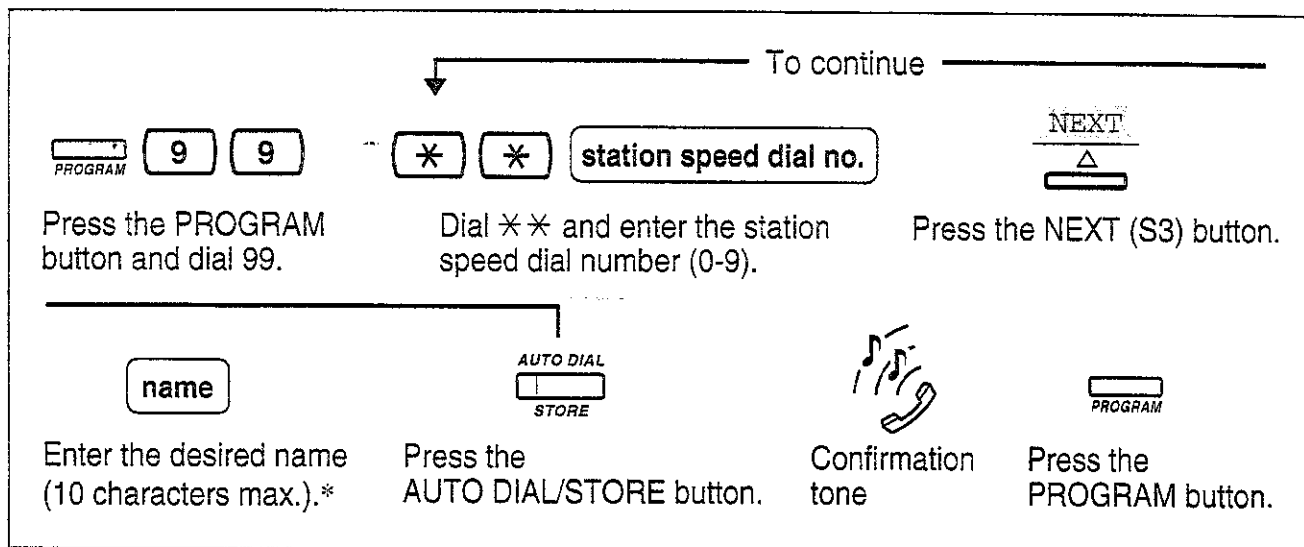 To continue
PROGRAM 9 9 ✳ ✳ station speed dial no. NEXT
Press the PROGRAM
button and dial 99.
Dial ✳✳ and enter the station
speed dial number (0-9).
Press the NEXT (S3) button.
name
AUTO DIAL
STORE
PROGRAM
Enter the desired name
(10 characters max.).*
Press the
AUTO DIAL/STORE button.
Confirmation
tone
Press the
PROGRAM button.